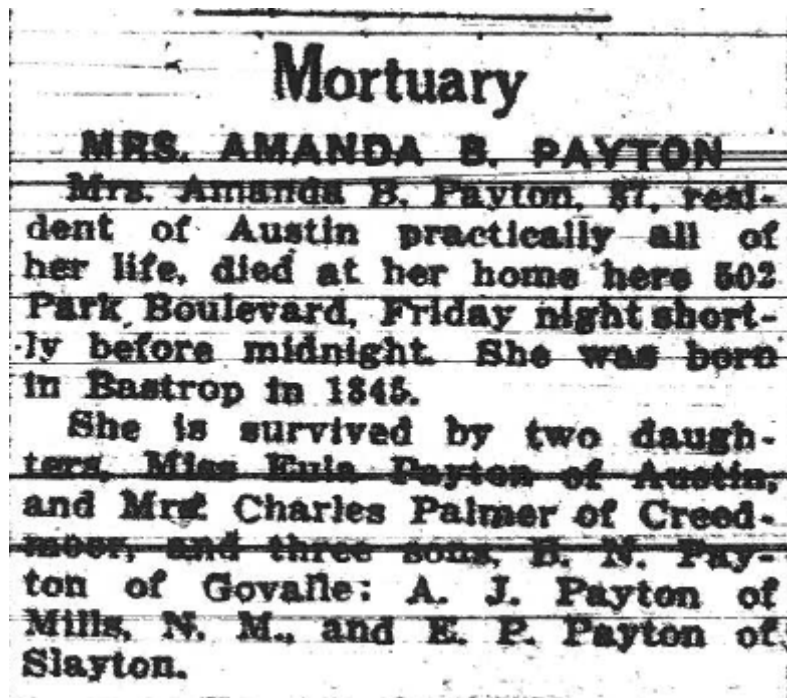 Mortuary
MRS. AMANDA B. PAYTON
Mrs. Amanda B. Payton, 87, resi-
dent of Austin practically all of
her life, died at her home here 502
Park Boulevard, Friday night short-
ly before midnight. She was born
in Bastrop in 1845.
She is survived by two daugh-
ters, Miss Eula Payton of Austin,
and Mrs. Charles Palmer of Creed-
moor, and three sons, B. N. Pay-
ton of Govalle; A. J. Payton of
Mills, N. M., and E. P. Payton of
Slayton.